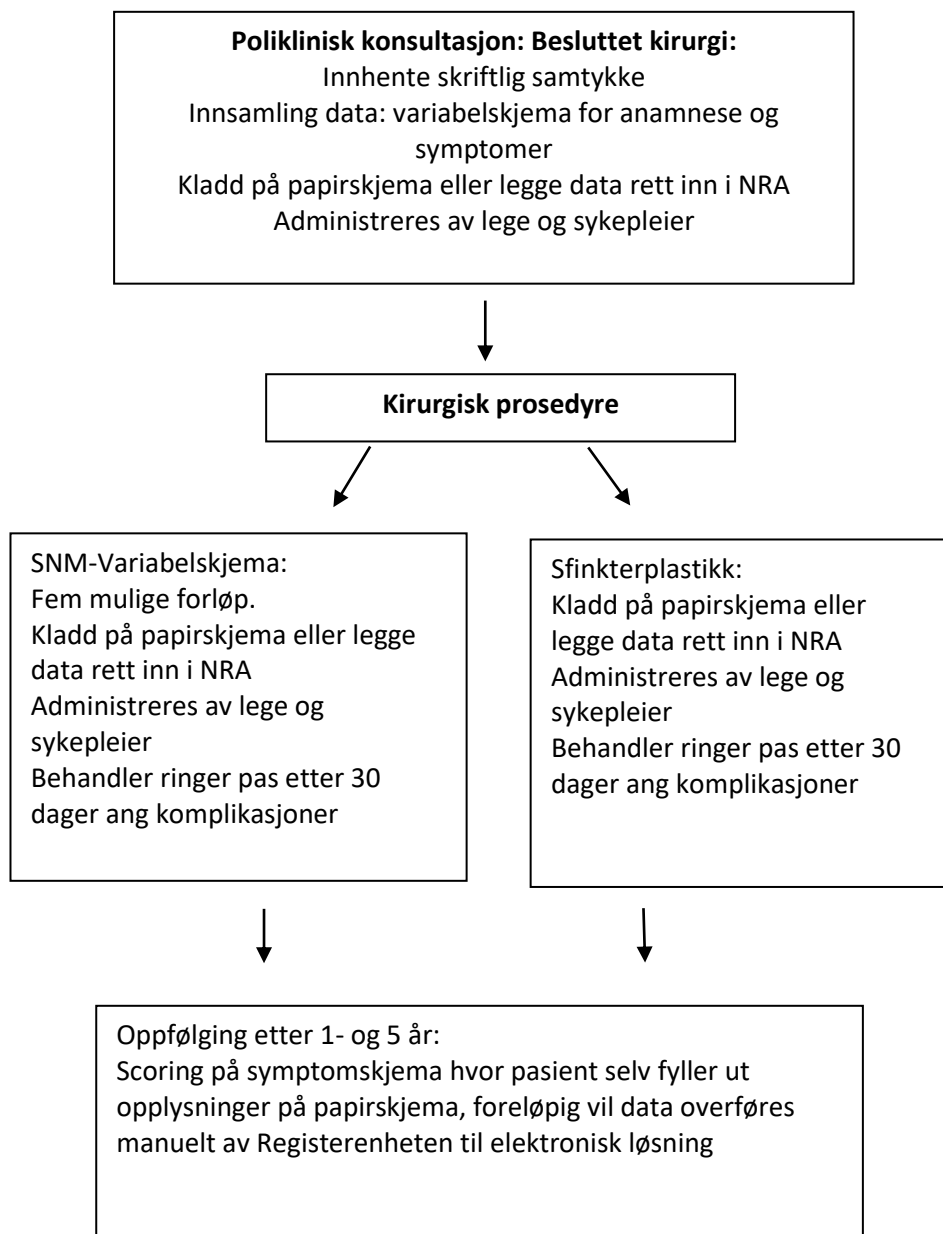 Poliklinisk konsultasjon: Besluttet kirurgi:
Innhente skriftlig samtykke
Innsamling data: variabelskjema for anamnese og
symptomer
Kladd på papirskjema eller legge data rett inn i NRA
Administreres av lege og sykepleier
Kirurgisk prosedyre
SNM-Variabelskjema:
Fem mulige forløp.
Kladd på papirskjema eller legge
data rett inn i NRA
Administreres av lege og
sykepleier
Behandler ringer pas etter 30
dager ang komplikasjoner
Sfinkterplastikk:
Kladd på papirskjema eller
legge data rett inn i NRA
Administreres av lege og
sykepleier
Behandler ringer pas etter 30
dager ang komplikasjoner
Oppfølging etter 1- og 5 år:
Scoring på symptomskjema hvor pasient selv fyller ut
opplysninger på papirskjema, foreløpig vil data overføres
manuelt av Registerenheten til elektronisk løsning